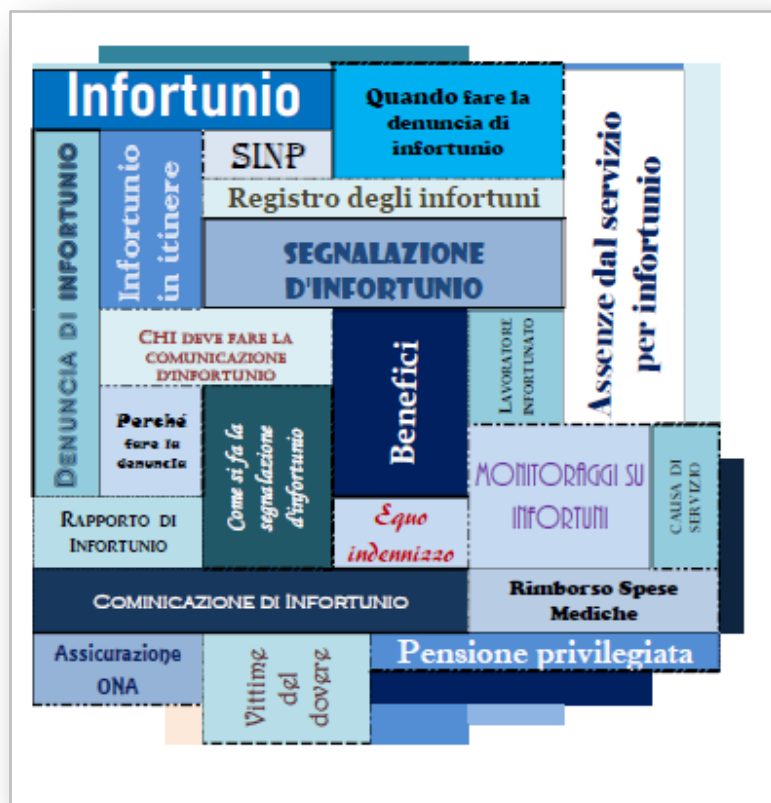 Infortunio
Quando fare la
denuncia di
infortunio
SINP
Registro degli infortuni
DENUNCIA DI INFORTUNIO
Infortunio
in itinere
SEGNALAZIONE
D'INFORTUNIO
Assenze dal servizio
per infortunio
CHI DEVE FARE LA
COMUNICAZIONE
D'INFORTUNIO
Benefici
LAVORATORE
INFORTUNATO
Perché
fare la
denuncia
Come si fa la
segnalazione
d'infortunio
MONITORAGGI SU
INFORTUNI
CAUSA DI
SERVIZIO
RAPPORTO DI
INFORTUNIO
Equo
indennizzo
COMINICAZIONE DI INFORTUNIO
Rimborso Spese
Mediche
Assicurazione
ONA
Vittime
del
dovere
Pensione privilegiata